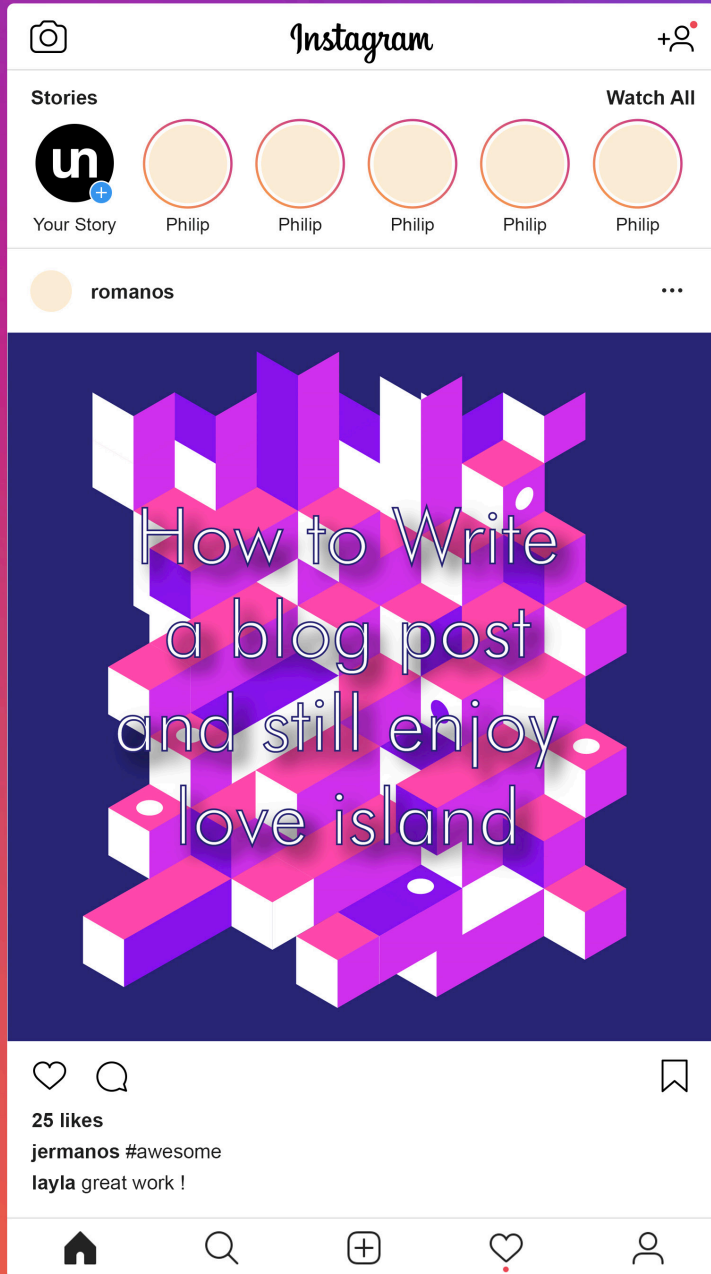 Instagram
Stories
Watch All
un
Your Story
Philip
Philip
Philip
Philip
Philip
romanos
How to Write
a blog post
and still enjoy
love island
25 likes
jermanos #awesome
layla great work !